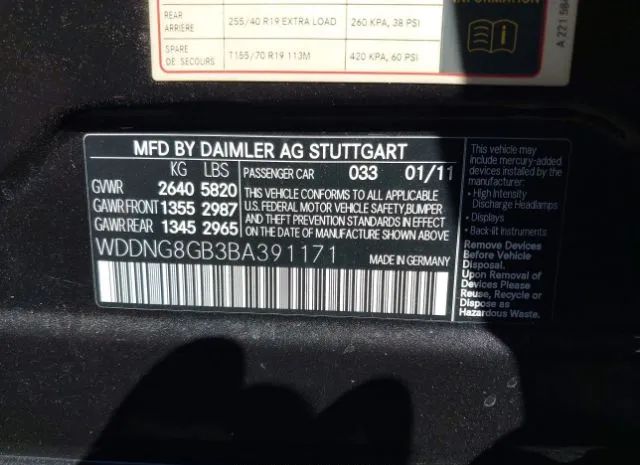 REAR
ARRIÈRE
255/40 R19 EXTRA LOAD
260 KPA, 38 PSI
SPARE
DE SECOURS
T155/70 R19 113M
420 KPA, 60 PSI
A 221 584
MFD BY DAIMLER AG STUTTGART
KG LBS
GVWR 2640 5820
GAWR FRONT 1355 2987
GAWR REAR 1345 2965
PASSENGER CAR 033 01/11
THIS VEHICLE CONFORMS TO ALL APPLICABLE
U.S. FEDERAL MOTOR VEHICLE SAFETY, BUMPER
AND THEFT PREVENTION STANDARDS IN EFFECT
ON THE DATE OF MANUFACTURE SHOWN ABOVE.
WDDNG8GB3BA391171
MADE IN GERMANY
This vehicle may
include mercury-added
devices installed by the
manufacturer:
• High Intensity
Discharge Headlamps
• Displays
• Back-lit Instruments
Remove Devices
Before Vehicle
Disposal.
Upon Removal of
Devices Please
Reuse, Recycle or
Dispose as
Hazardous Waste.